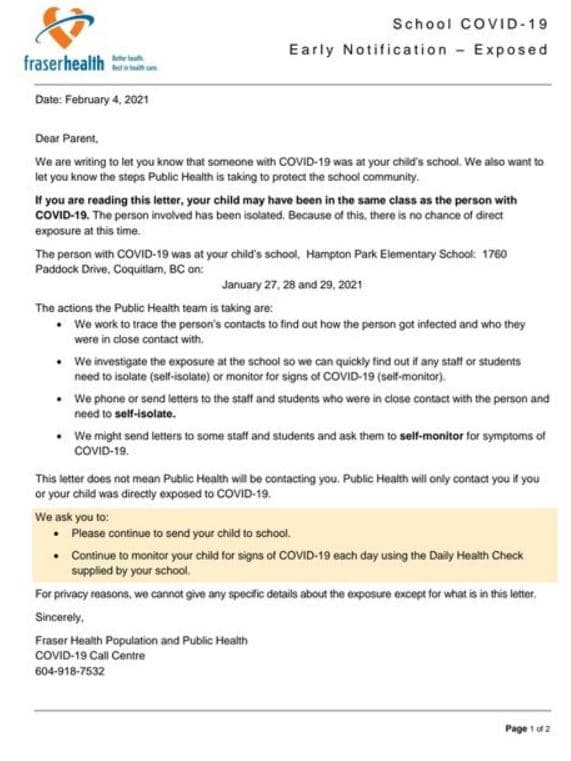 School COVID-19
Early Notification – Exposed
fraserhealth
Better health.
Best in health care.
Date: February 4, 2021
Dear Parent,
We are writing to let you know that someone with COVID-19 was at your child's school. We also want to
let you know the steps Public Health is taking to protect the school community.
If you are reading this letter, your child may have been in the same class as the person with
COVID-19. The person involved has been isolated. Because of this, there is no chance of direct
exposure at this time.
The person with COVID-19 was at your child's school, Hampton Park Elementary School: 1760
Paddock Drive, Coquitlam, BC on:
January 27, 28 and 29, 2021
The actions the Public Health team is taking are:
• We work to trace the person's contacts to find out how the person got infected and who they
were in close contact with.
• We investigate the exposure at the school so we can quickly find out if any staff or students
need to isolate (self-isolate) or monitor for signs of COVID-19 (self-monitor).
• We phone or send letters to the staff and students who were in close contact with the person and
need to self-isolate.
• We might send letters to some staff and students and ask them to self-monitor for symptoms of
COVID-19.
This letter does not mean Public Health will be contacting you. Public Health will only contact you if you
or your child was directly exposed to COVID-19.
We ask you to:
• Please continue to send your child to school.
• Continue to monitor your child for signs of COVID-19 each day using the Daily Health Check
supplied by your school.
For privacy reasons, we cannot give any specific details about the exposure except for what is in this letter.
Sincerely,
Fraser Health Population and Public Health
COVID-19 Call Centre
604-918-7532
Page 1 of 2